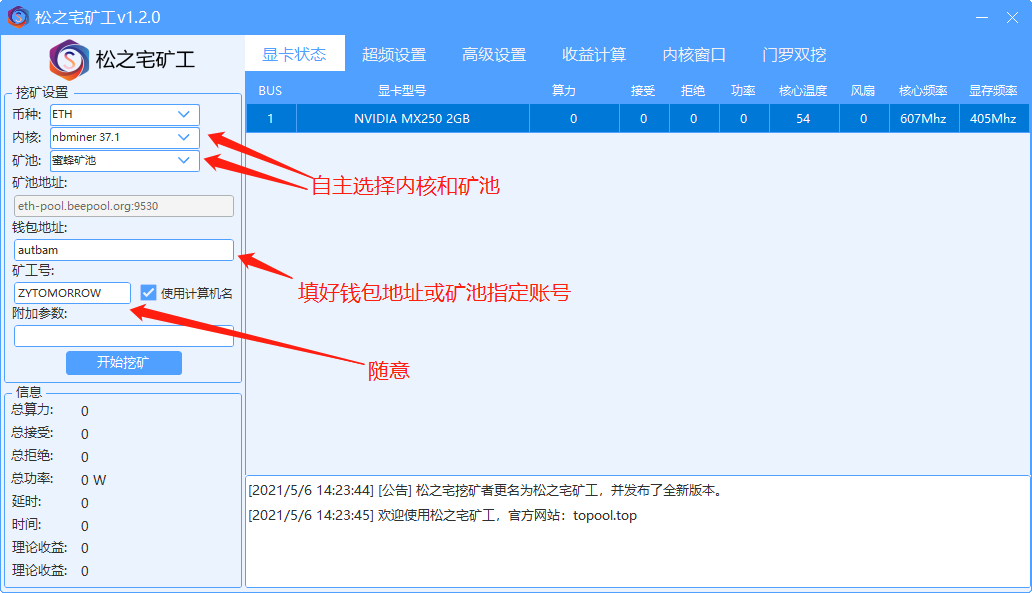 松之宅矿工v1.2.0
松之宅矿工
显卡状态 超频设置 高级设置 收益计算 内核窗口 门罗双挖
BUS 显卡型号 算力 接受 拒绝 功率 核心温度 风扇 核心频率 显存频率
1 NVIDIA MX250 2GB 0 0 0 0 54 0 607Mhz 405Mhz
挖矿设置
币种: ETH
内核: nbminer 37.1
矿池: 蜜蜂矿池
自主选择内核和矿池
矿池地址:
eth-pool.beepool.org:9530
钱包地址:
autbam
填好钱包地址或矿池指定账号
矿工号:
ZYTOMORROW 使用计算机名
附加参数:
随意
开始挖矿
信息
总算力: 0
总接受: 0
总拒绝: 0
总功率: 0 W
延时: 0
时间: 0
理论收益: 0
理论收益: 0
[2021/5/6 14:23:44] [公告] 松之宅挖矿者更名为松之宅矿工，并发布了全新版本。
[2021/5/6 14:23:45] 欢迎使用松之宅矿工，官方网站：topool.top